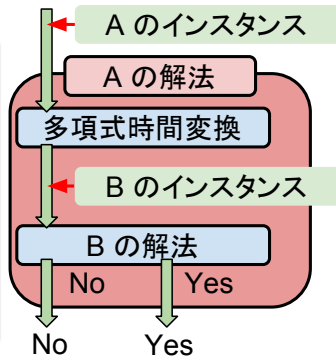 A のインスタンス
A の解法
多項式時間変換
B のインスタンス
B の解法
No Yes
No Yes